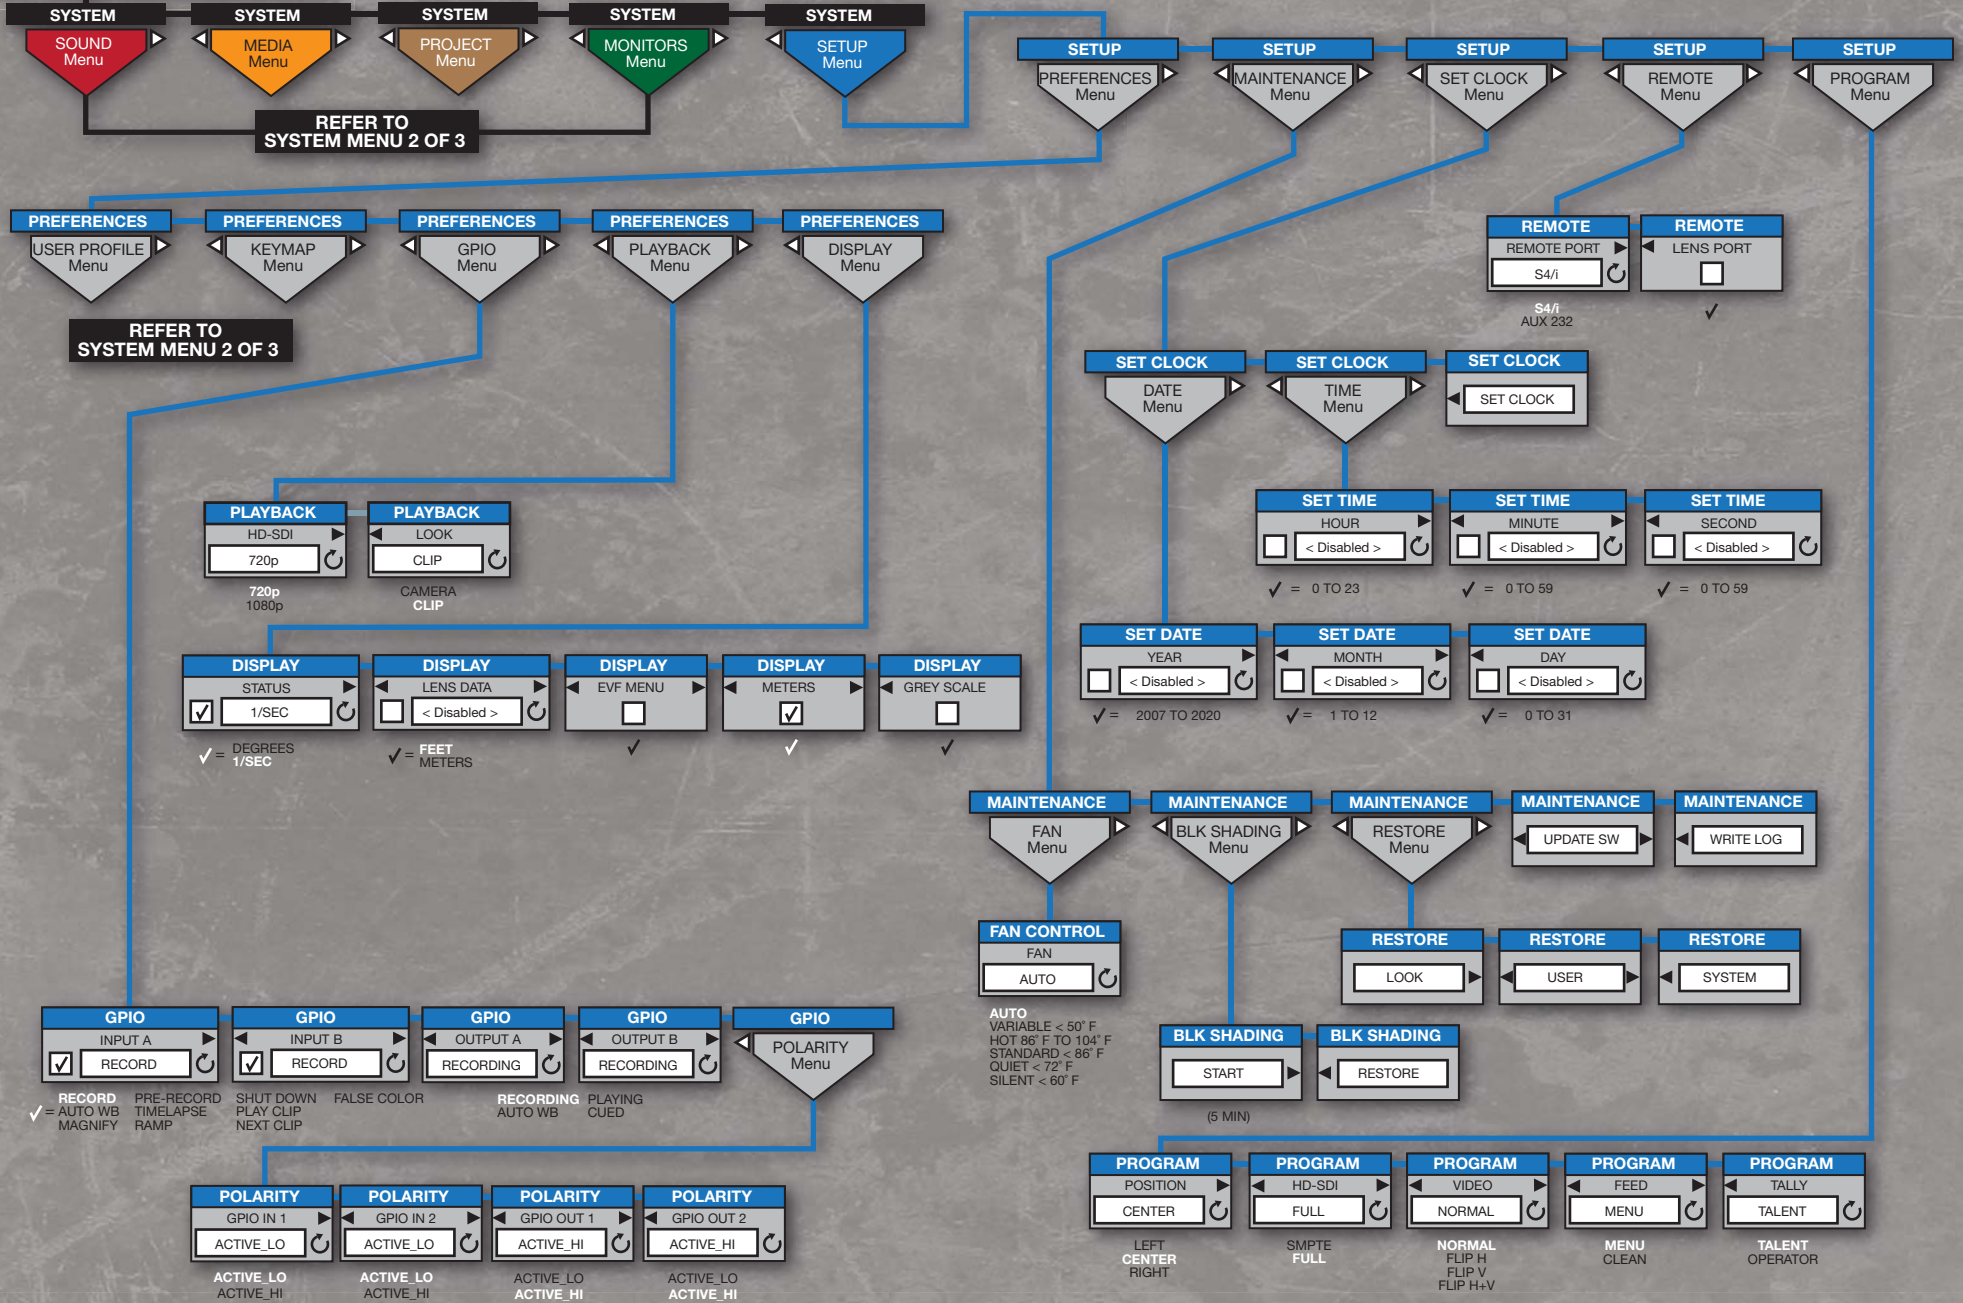 SYSTEM
SOUND
Menu
SYSTEM
MEDIA
Menu
SYSTEM
PROJECT
Menu
SYSTEM
MONITORS
Menu
SYSTEM
SETUP
Menu
REFER TO
SYSTEM MENU 2 OF 3
SETUP
PREFERENCES
Menu
SETUP
MAINTENANCE
Menu
SETUP
SET CLOCK
Menu
SETUP
REMOTE
Menu
SETUP
PROGRAM
Menu
PREFERENCES
USER PROFILE
Menu
PREFERENCES
KEYMAP
Menu
PREFERENCES
GPIO
Menu
PREFERENCES
PLAYBACK
Menu
PREFERENCES
DISPLAY
Menu
REFER TO
SYSTEM MENU 2 OF 3
REMOTE
REMOTE PORT
S4/i
S4/i
AUX 232
REMOTE
LENS PORT
✓
SET CLOCK
DATE
Menu
SET CLOCK
TIME
Menu
SET CLOCK
SET CLOCK
PLAYBACK
HD-SDI
720p
720p
1080p
PLAYBACK
LOOK
CLIP
CAMERA
CLIP
SET TIME
HOUR
< Disabled >
✓ = 0 TO 23
SET TIME
MINUTE
< Disabled >
✓ = 0 TO 59
SET TIME
SECOND
< Disabled >
✓ = 0 TO 59
SET DATE
YEAR
< Disabled >
✓ = 2007 TO 2020
SET DATE
MONTH
< Disabled >
✓ = 1 TO 12
SET DATE
DAY
< Disabled >
✓ = 0 TO 31
DISPLAY
STATUS
✓ 1/SEC
✓ = DEGREES
1/SEC
DISPLAY
LENS DATA
< Disabled >
✓ = FEET
METERS
DISPLAY
EVF MENU
✓
DISPLAY
METERS
✓
✓
DISPLAY
GREY SCALE
✓
MAINTENANCE
FAN
Menu
MAINTENANCE
BLK SHADING
Menu
MAINTENANCE
RESTORE
Menu
MAINTENANCE
UPDATE SW
MAINTENANCE
WRITE LOG
FAN CONTROL
FAN
AUTO
AUTO
VARIABLE < 50° F
HOT 86° F TO 104° F
STANDARD < 86° F
QUIET < 72° F
SILENT < 60° F
RESTORE
LOOK
RESTORE
USER
RESTORE
SYSTEM
BLK SHADING
START
(5 MIN)
BLK SHADING
RESTORE
GPIO
INPUT A
✓ RECORD
GPIO
INPUT B
✓ RECORD
GPIO
OUTPUT A
RECORDING
GPIO
OUTPUT B
RECORDING
GPIO
POLARITY
Menu
RECORD PRE-RECORD SHUT DOWN FALSE COLOR
✓ = AUTO WB TIMELAPSE PLAY CLIP
MAGNIFY RAMP NEXT CLIP
RECORDING PLAYING
AUTO WB CUED
POLARITY
GPIO IN 1
ACTIVE_LO
ACTIVE_LO
ACTIVE_HI
POLARITY
GPIO IN 2
ACTIVE_LO
ACTIVE_LO
ACTIVE_HI
POLARITY
GPIO OUT 1
ACTIVE_HI
ACTIVE_LO
ACTIVE_HI
POLARITY
GPIO OUT 2
ACTIVE_HI
ACTIVE_LO
ACTIVE_HI
PROGRAM
POSITION
CENTER
LEFT
CENTER
RIGHT
PROGRAM
HD-SDI
FULL
SMPTE
FULL
PROGRAM
VIDEO
NORMAL
NORMAL
FLIP H
FLIP V
FLIP H+V
PROGRAM
FEED
MENU
MENU
CLEAN
PROGRAM
TALLY
TALENT
TALENT
OPERATOR